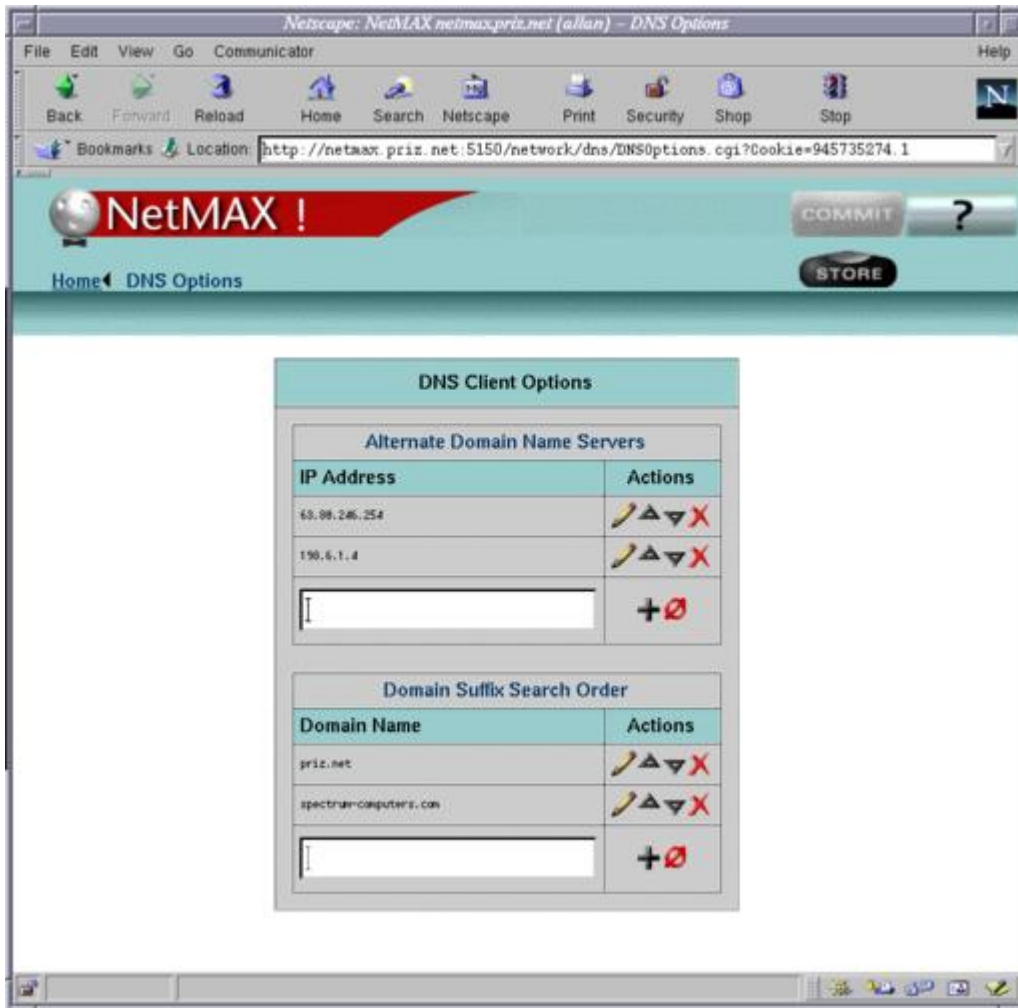 Netscape: NetMAX netmax.priz.net (allan) – DNS Options
File Edit View Go Communicator Help
Back Forward Reload Home Search Netscape Print Security Shop Stop
N
Bookmarks Location: http://netmax.priz.net:5150/network/dns/DNSOptions.cgi?Cookie=945735274.1
NetMAX !
COMMIT ?
STORE
Home DNS Options
DNS Client Options
Alternate Domain Name Servers
IP Address Actions
198.6.1.4
Domain Suffix Search Order
Domain Name Actions
priz.net
spectrum-computers.com